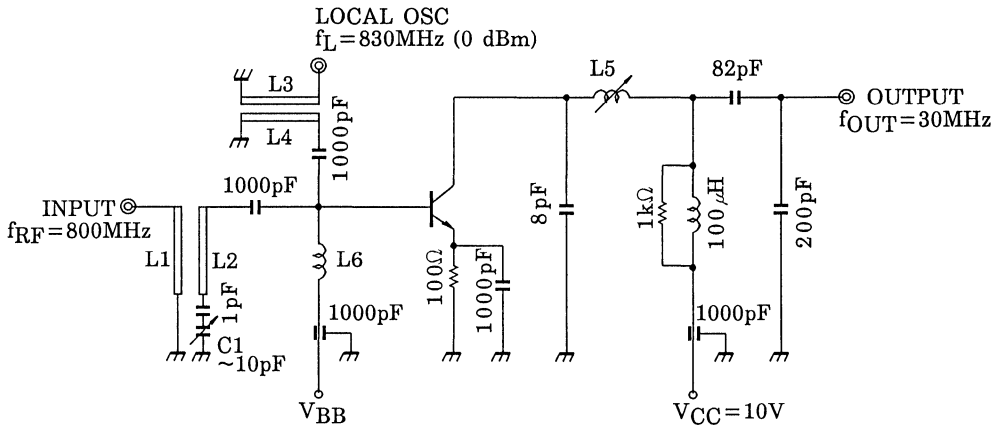 LOCAL OSC
fL=830MHz (0 dBm)
L3
L4
1000pF
1000pF
INPUT
fRF=800MHz
L1
L2
1pF
C1
~10pF
L6
1000pF
VBB
100Ω
1000pF
8pF
L5
82pF
OUTPUT
fOUT=30MHz
1kΩ
100μH
200pF
1000pF
VCC=10V